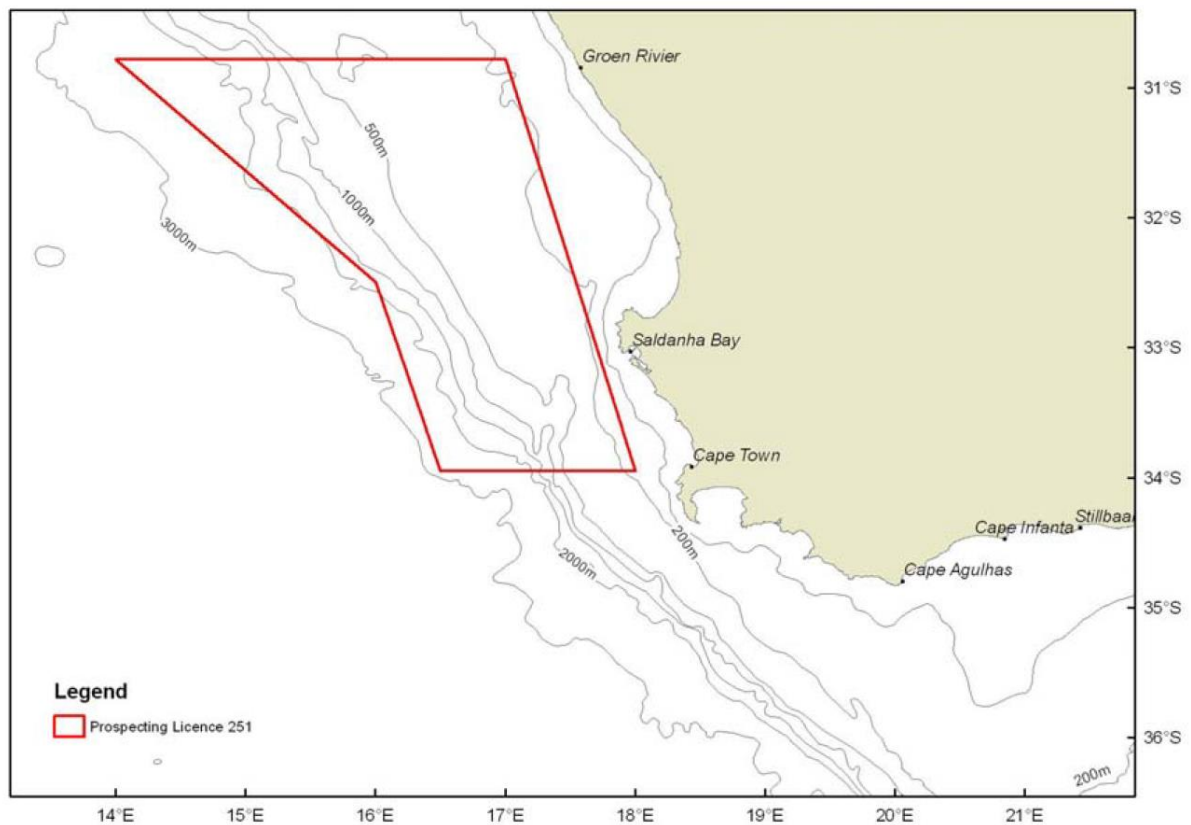 Groen Rivier
31°S
500m
1000m
32°S
3000m
Saldanha Bay
33°S
Cape Town
34°S
Stillbaai
Cape Infanta
200m
2000m
Cape Agulhas
35°S
Legend
Prospecting Licence 251
36°S
200m
14°E 15°E 16°E 17°E 18°E 19°E 20°E 21°E